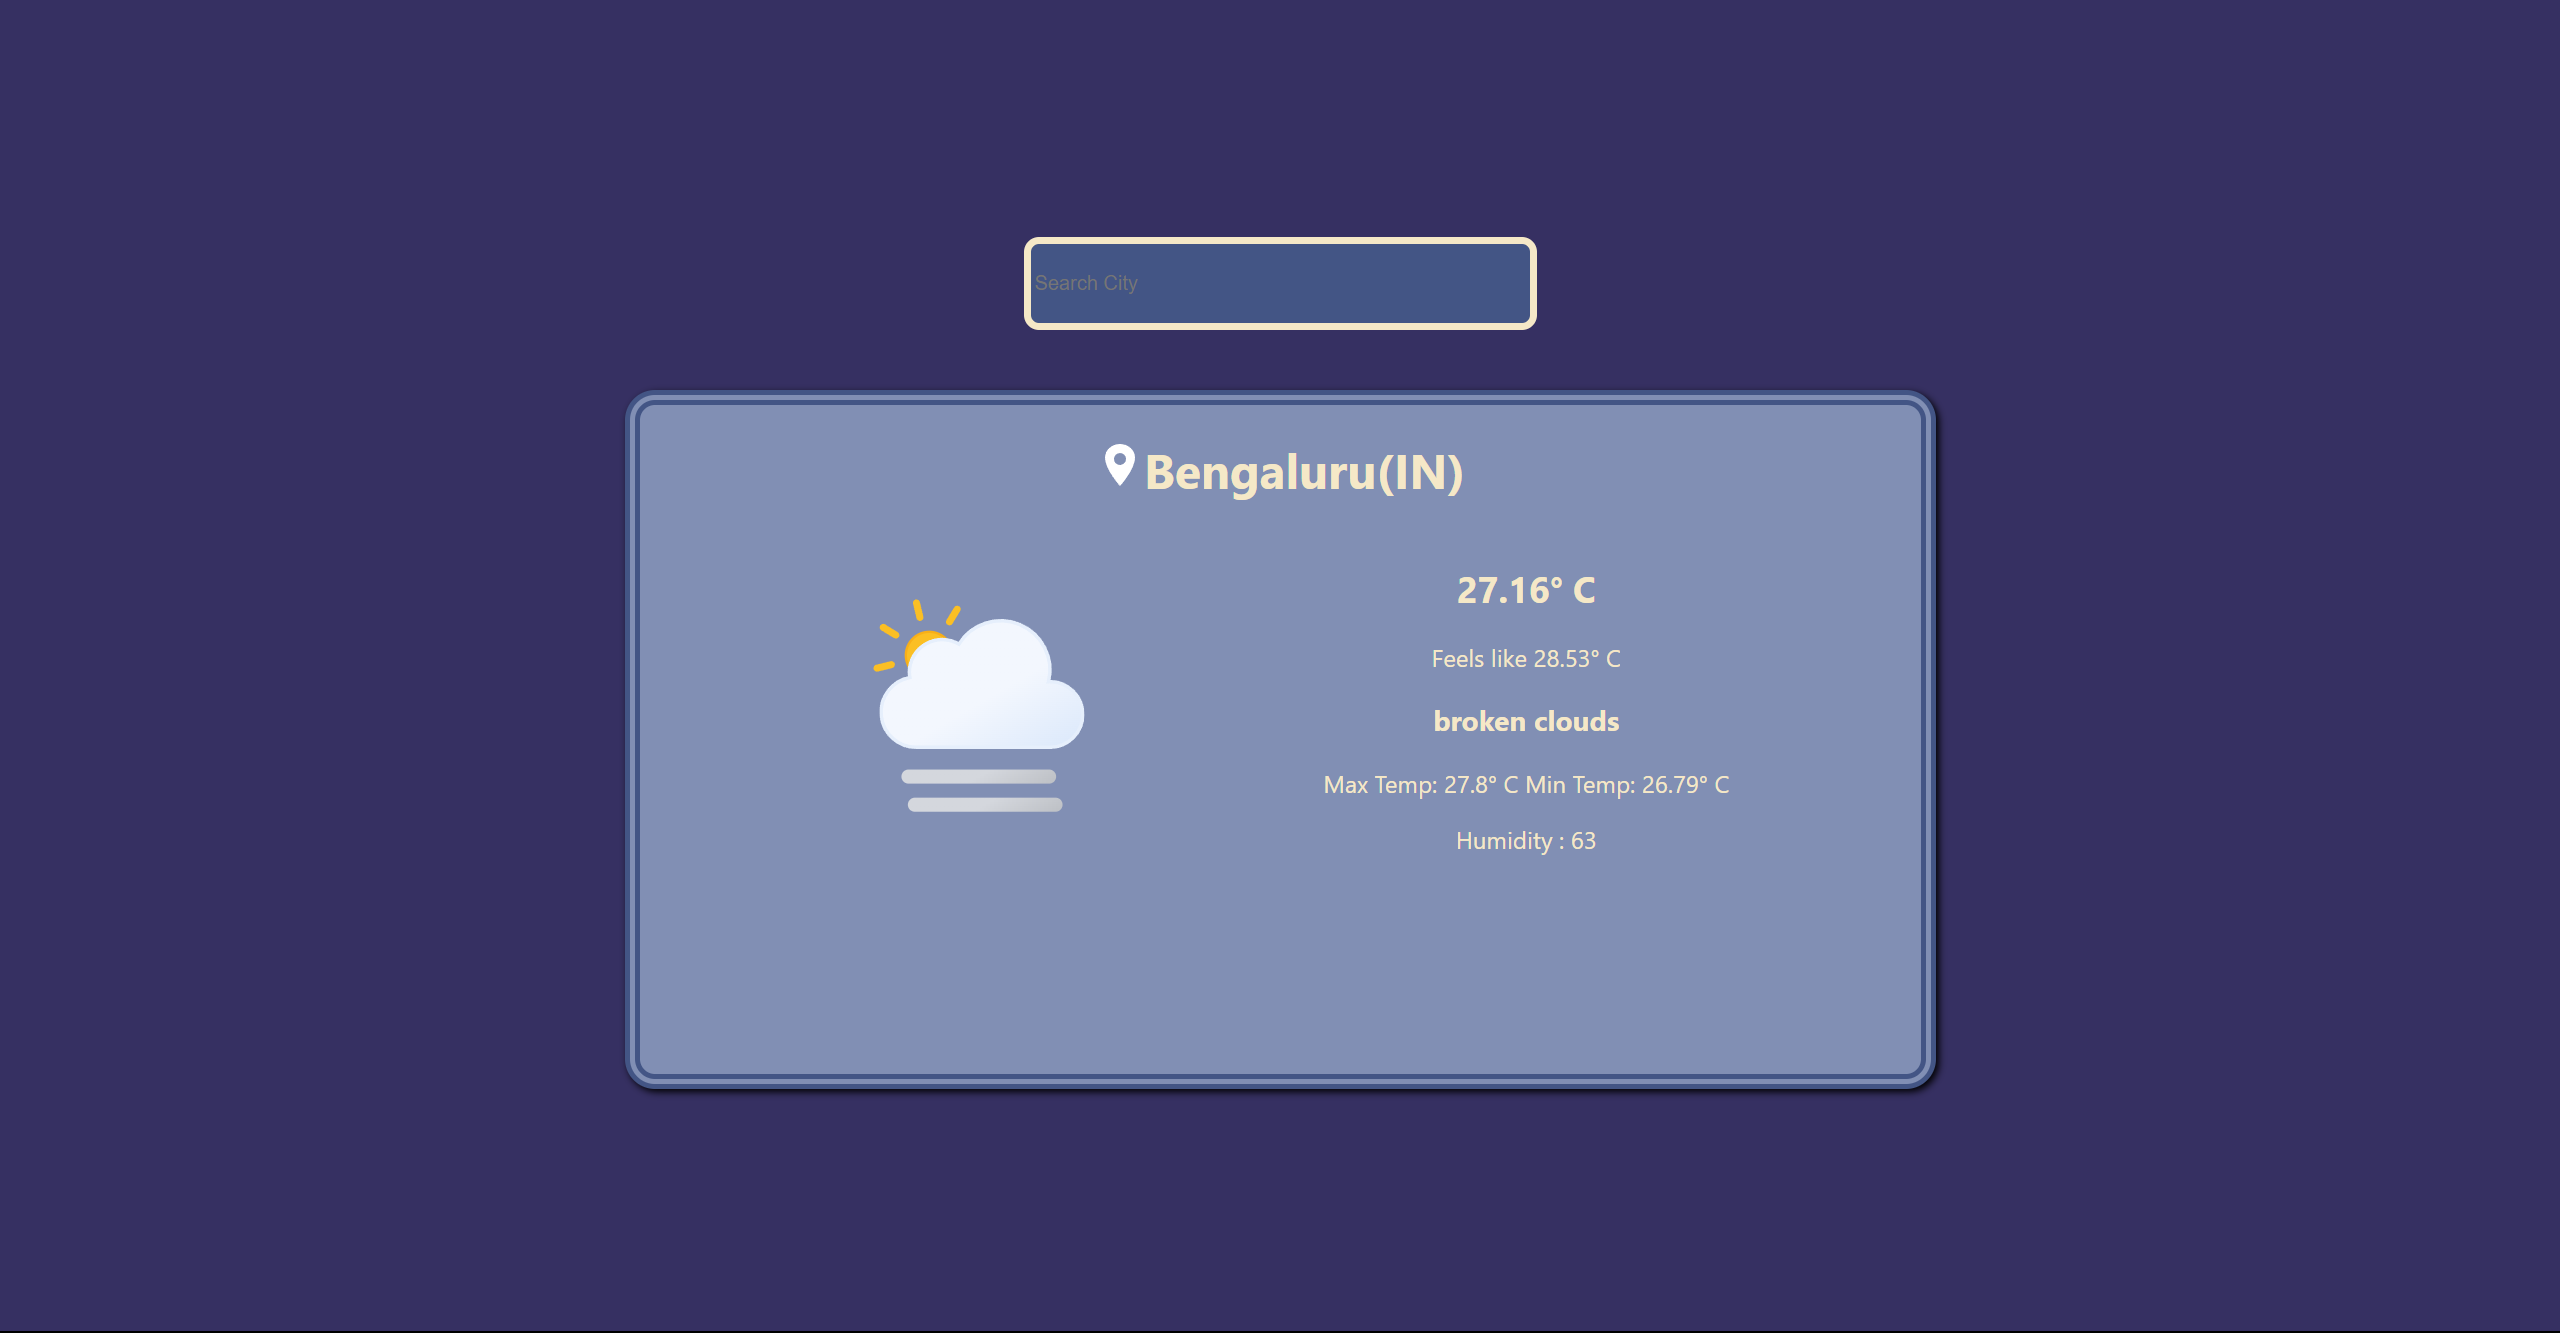 Search City
Bengaluru(IN)
27.16° C
Feels like 28.53° C
broken clouds
Max Temp: 27.8° C Min Temp: 26.79° C
Humidity : 63